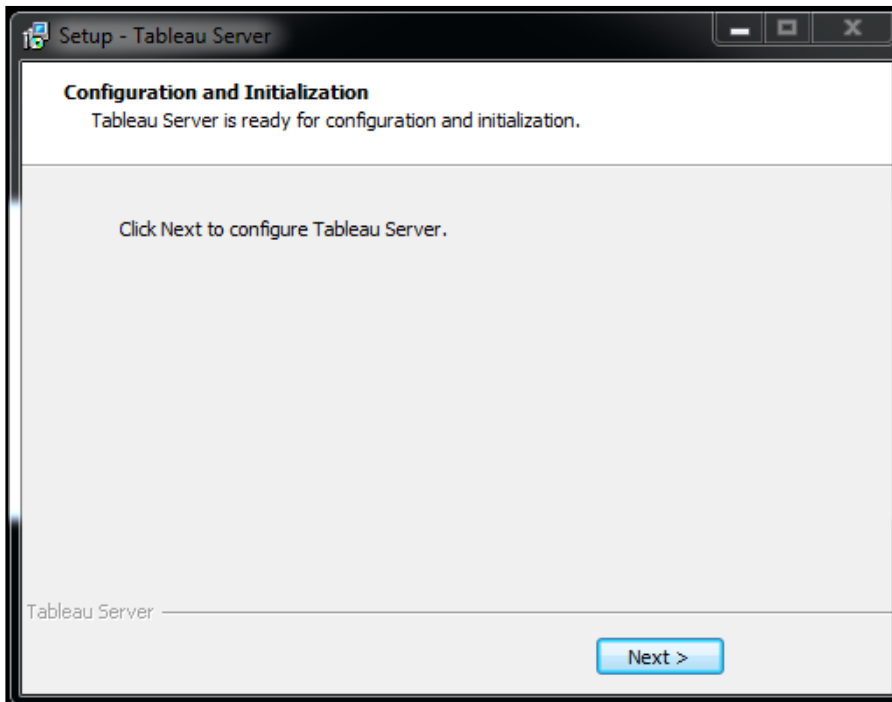 Setup - Tableau Server
Configuration and Initialization
Tableau Server is ready for configuration and initialization.
Click Next to configure Tableau Server.
Tableau Server
Next >